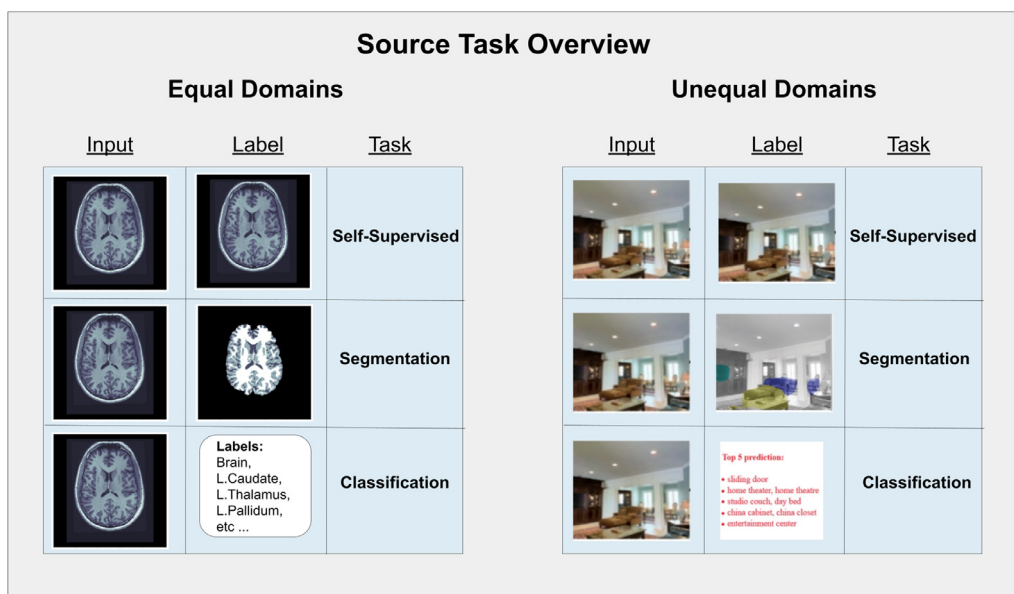 Source Task Overview
Equal Domains
Unequal Domains
Input
Label
Task
Input
Label
Task
Self-Supervised
Self-Supervised
Segmentation
Segmentation
Labels:
Brain,
L.Caudate,
L.Thalamus,
L.Pallidum,
etc ...
Classification
Top 5 prediction:
• sliding door
• home theater, home theatre
• studio couch, day bed
• china cabinet, china closet
• entertainment center
Classification